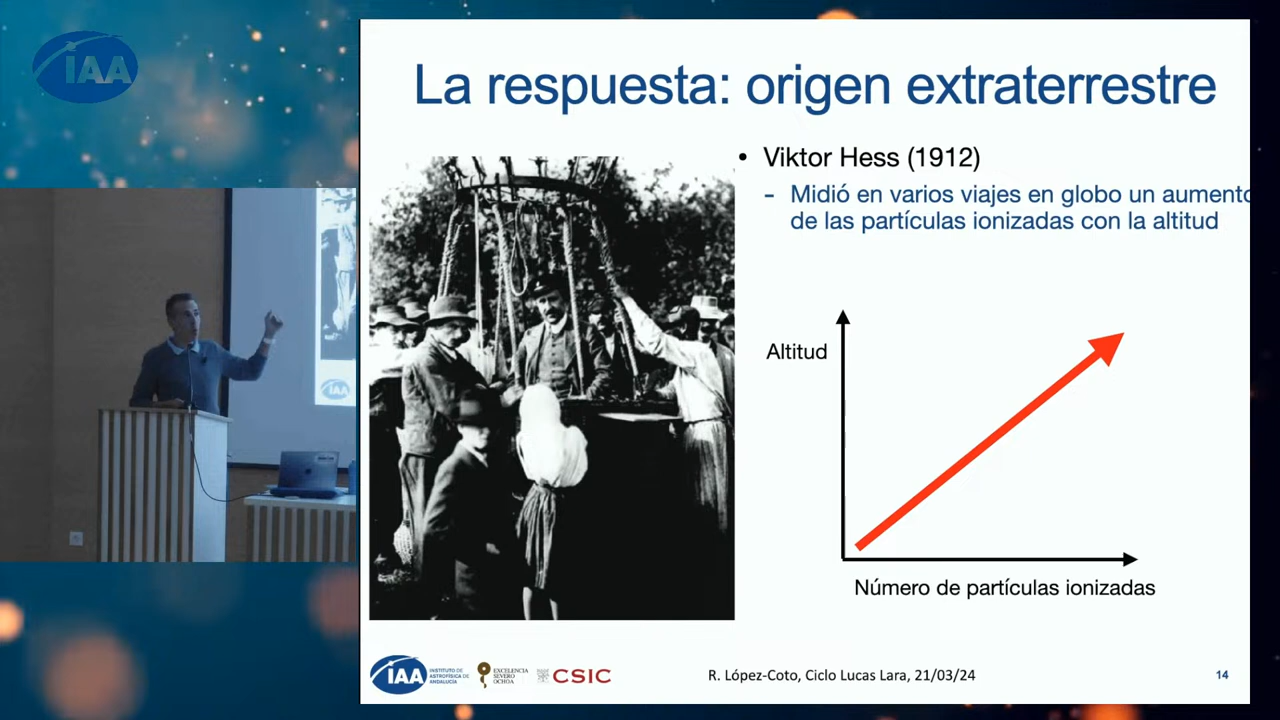 IAA
La respuesta: origen extraterrestre
• Viktor Hess (1912)
- Midió en varios viajes en globo un aumento
de las partículas ionizadas con la altitud
Altitud
Número de partículas ionizadas
IAA
INSTITUTO DE
ASTROFÍSICA DE
ANDALUCÍA
EXCELENCIA
SEVERO
OCHOA
CSIC
R. López-Coto, Ciclo Lucas Lara, 21/03/24
14
IAA